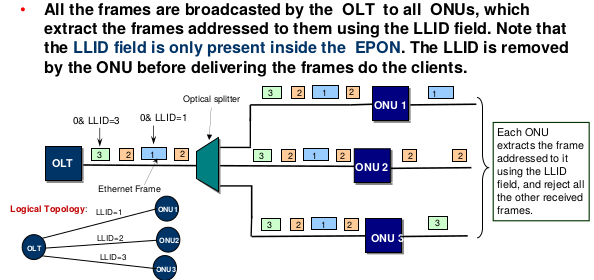 • All the frames are broadcasted by the OLT to all ONUs, which
extract the frames addressed to them using the LLID field. Note that
the LLID field is only present inside the EPON. The LLID is removed
by the ONU before delivering the frames do the clients.
Optical splitter
0& LLID=3
0& LLID=1
OLT
3
2
1
2
Ethernet Frame
3
2
1
2
ONU 1
1
3
2
1
2
ONU 2
2
2
3
2
1
2
ONU 3
3
Each ONU
extracts the frame
addressed to it
using the LLID
field, and reject all
the other received
frames.
Logical Topology:
OLT
LLID=1
LLID=2
LLID=3
ONU1
ONU2
ONU3